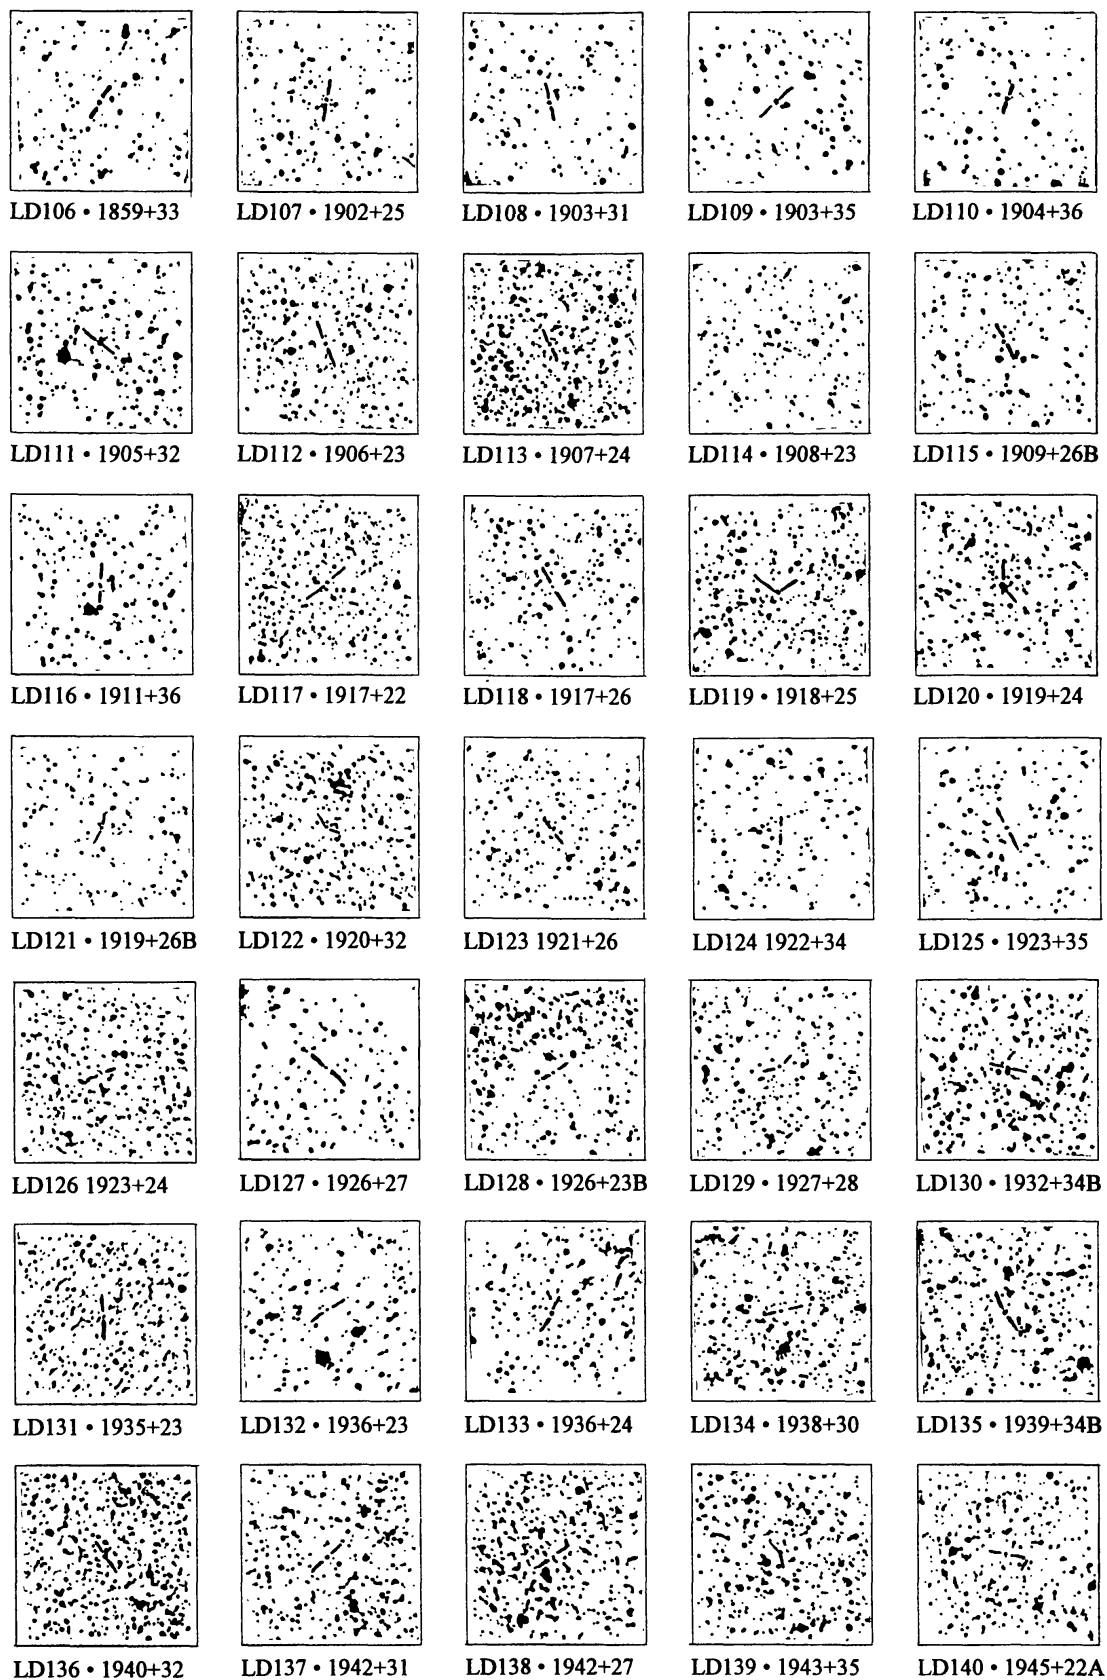 LD106 • 1859+33 LD107 • 1902+25 LD108 • 1903+31 LD109 • 1903+35 LD110 • 1904+36
LD111 • 1905+32 LD112 • 1906+23 LD113 • 1907+24 LD114 • 1908+23 LD115 • 1909+26B
LD116 • 1911+36 LD117 • 1917+22 LD118 • 1917+26 LD119 • 1918+25 LD120 • 1919+24
LD121 • 1919+26B LD122 • 1920+32 LD123 1921+26 LD124 1922+34 LD125 • 1923+35
LD126 1923+24 LD127 • 1926+27 LD128 • 1926+23B LD129 • 1927+28 LD130 • 1932+34B
LD131 • 1935+23 LD132 • 1936+23 LD133 • 1936+24 LD134 • 1938+30 LD135 • 1939+34B
LD136 • 1940+32 LD137 • 1942+31 LD138 • 1942+27 LD139 • 1943+35 LD140 • 1945+22A